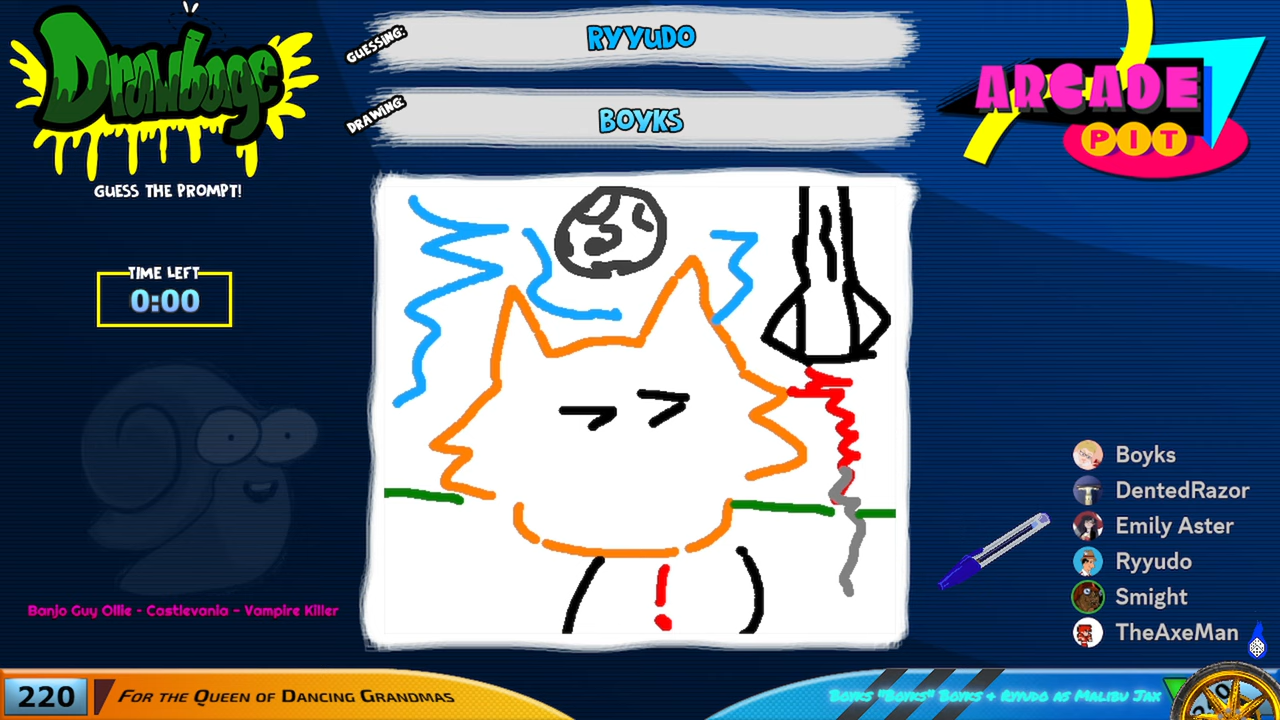 Drawbage
GUESS THE PROMPT!
GUESSING:
RYYUDO
DRAWING:
BOYKS
ARCADE
PIT
TIME LEFT
0:00
Boyks
DentedRazor
Emily Aster
Ryyudo
Smight
TheAxeMan
Banjo Guy Ollie - Castlevania - Vampire Killer
220
FOR THE QUEEN OF DANCING GRANDMAS
BOYKS "BOYKS" BOYKS + RYYUDO AS MALIBU JAX